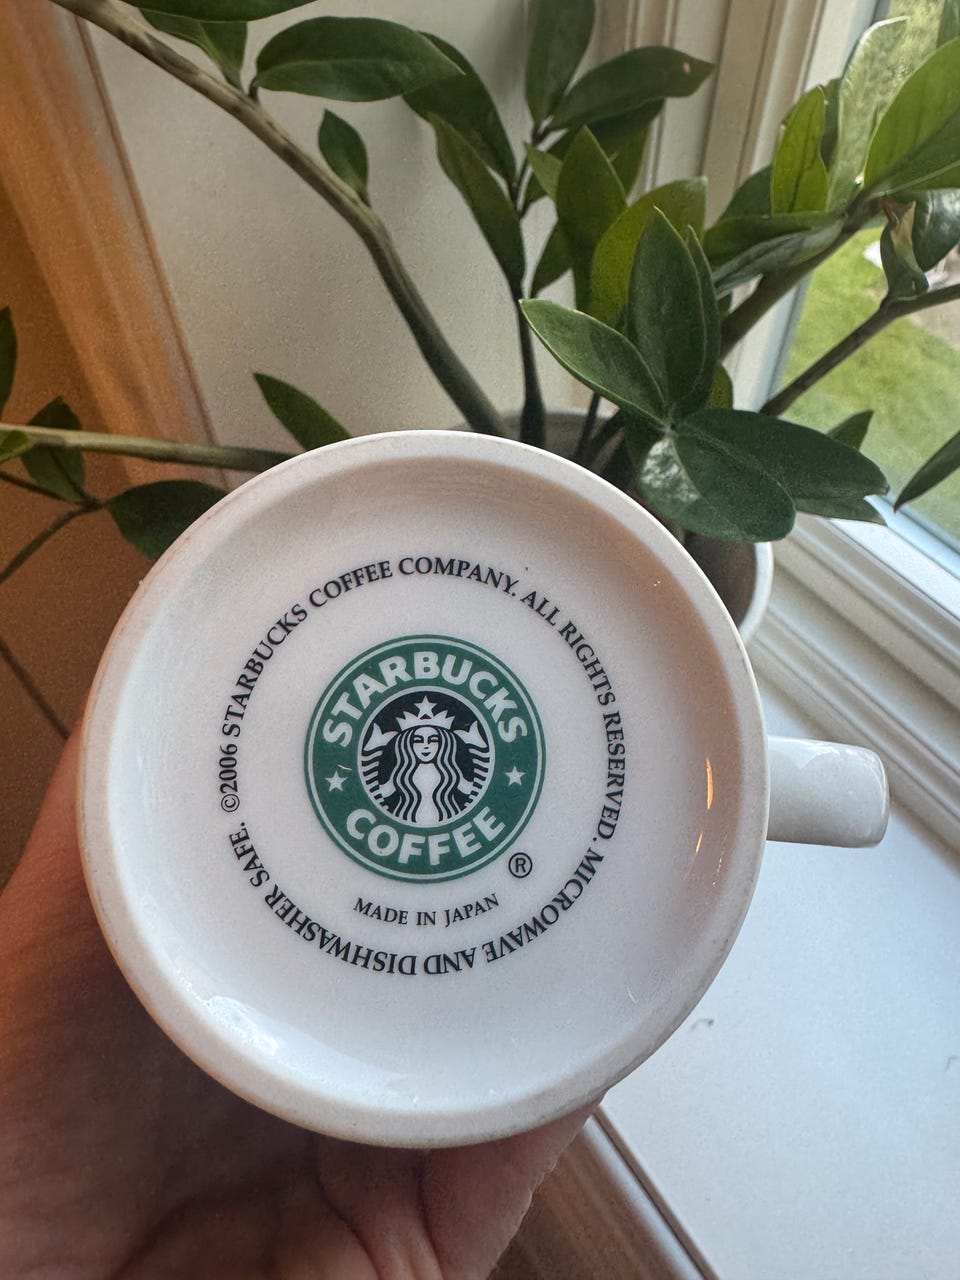 ©2006 STARBUCKS COFFEE COMPANY. ALL RIGHTS RESERVED. MICROWAVE AND DISHWASHER SAFE.
STARBUCKS
COFFEE
®
MADE IN JAPAN